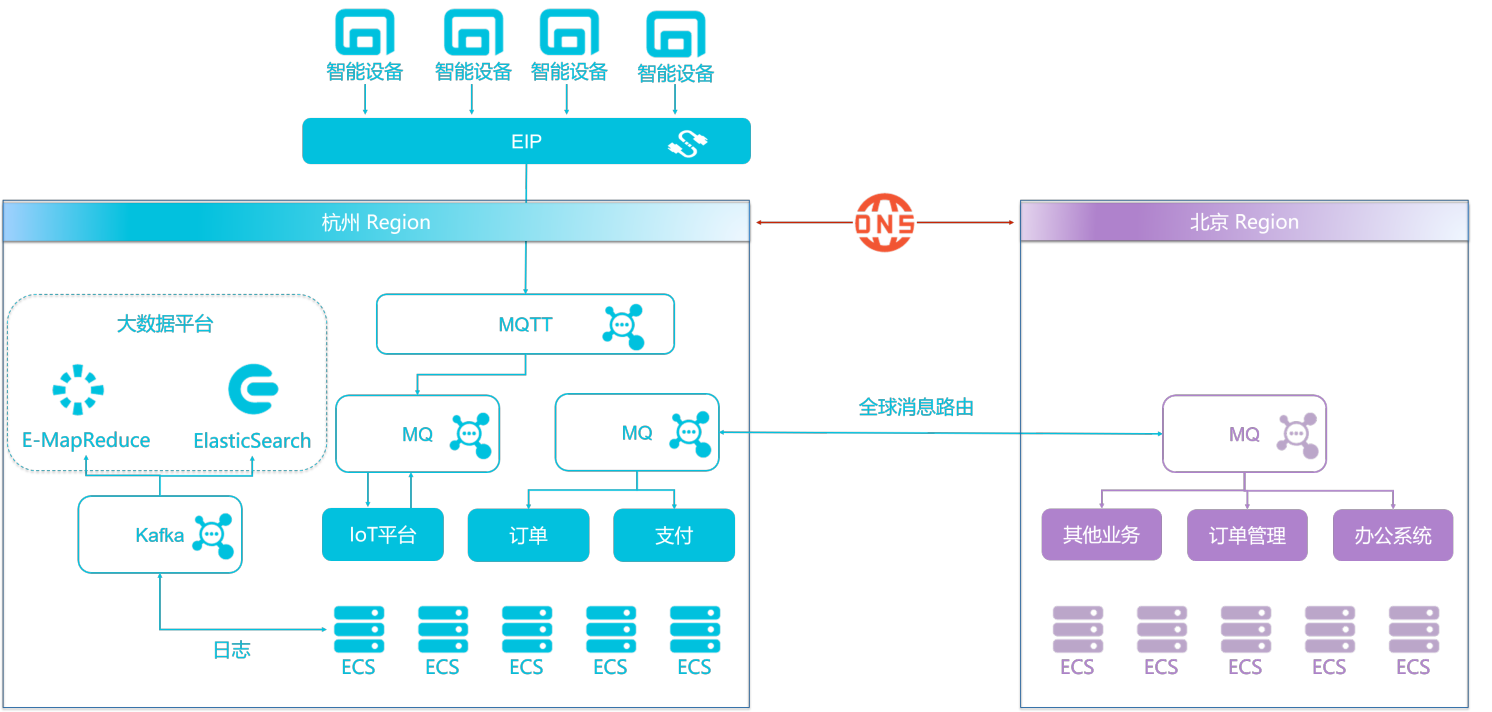 智能设备
智能设备
智能设备
智能设备
EIP
杭州 Region
ONS
北京 Region
大数据平台
MQTT
E-MapReduce
ElasticSearch
MQ
MQ
全球消息路由
MQ
Kafka
IoT平台
订单
支付
其他业务
订单管理
办公系统
日志
ECS
ECS
ECS
ECS
ECS
ECS
ECS
ECS
ECS
ECS